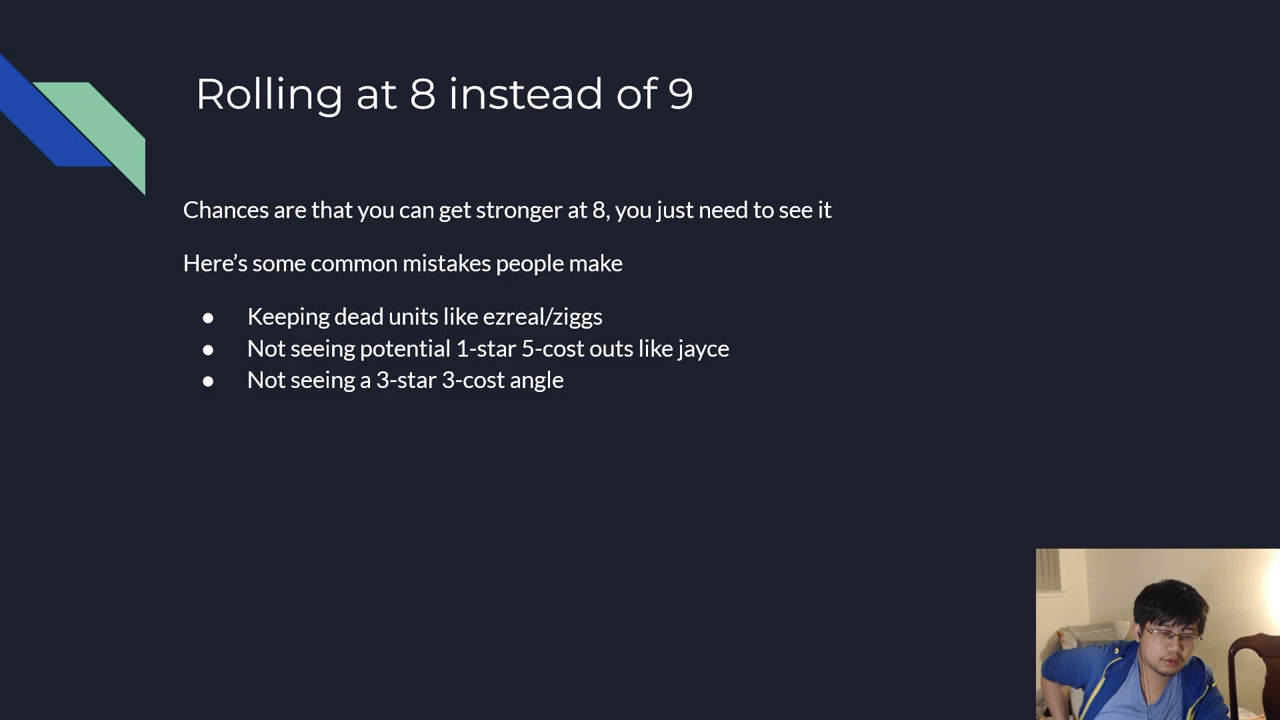 Rolling at 8 instead of 9
Chances are that you can get stronger at 8, you just need to see it
Here’s some common mistakes people make
● Keeping dead units like ezreal/ziggs
● Not seeing potential 1-star 5-cost outs like jayce
● Not seeing a 3-star 3-cost angle